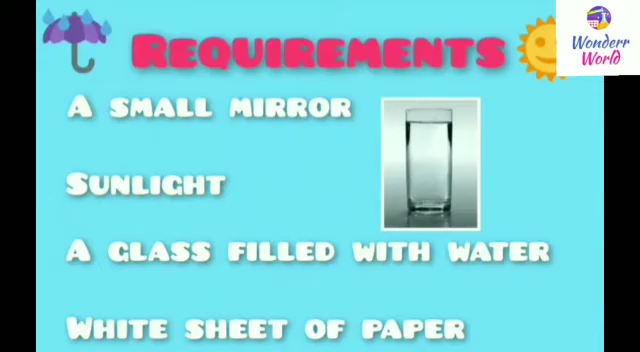 REQUIREMENTS
Wonderr
World
A SMALL MIRROR
SUNLIGHT
A GLASS FILLED WITH WATER
WHITE SHEET OF PAPER